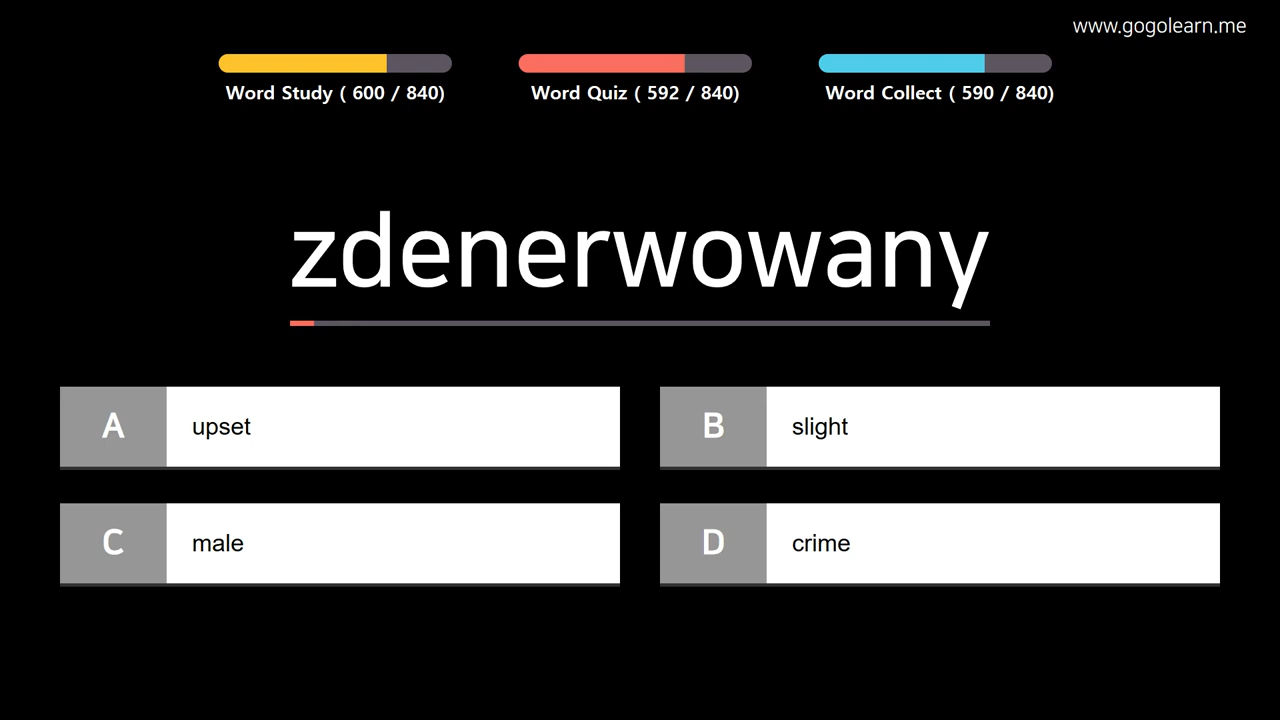 www.gogolearn.me
Word Study ( 600 / 840)
Word Quiz ( 592 / 840)
Word Collect ( 590 / 840)
zdenerwowany
A upset
B slight
C male
D crime